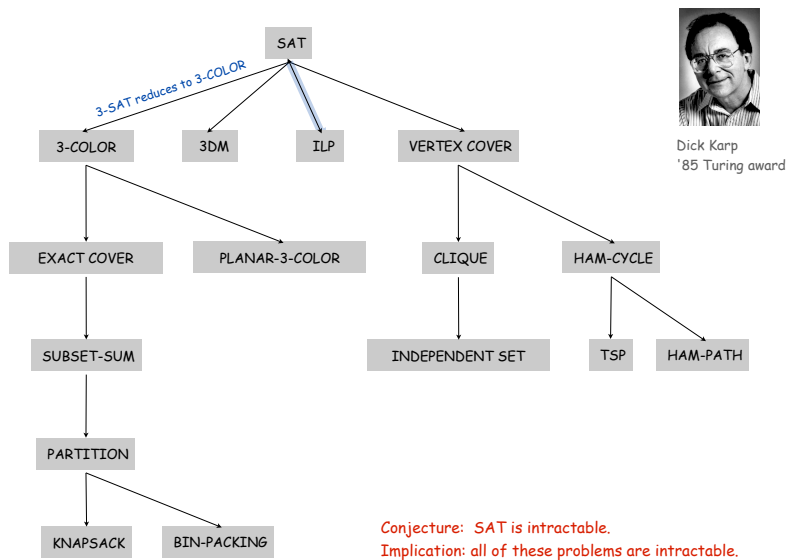 SAT
3-SAT reduces to 3-COLOR
3-COLOR
3DM
ILP
VERTEX COVER
Dick Karp
'85 Turing award
EXACT COVER
PLANAR-3-COLOR
CLIQUE
HAM-CYCLE
SUBSET-SUM
INDEPENDENT SET
TSP
HAM-PATH
PARTITION
KNAPSACK
BIN-PACKING
Conjecture: SAT is intractable.
Implication: all of these problems are intractable.